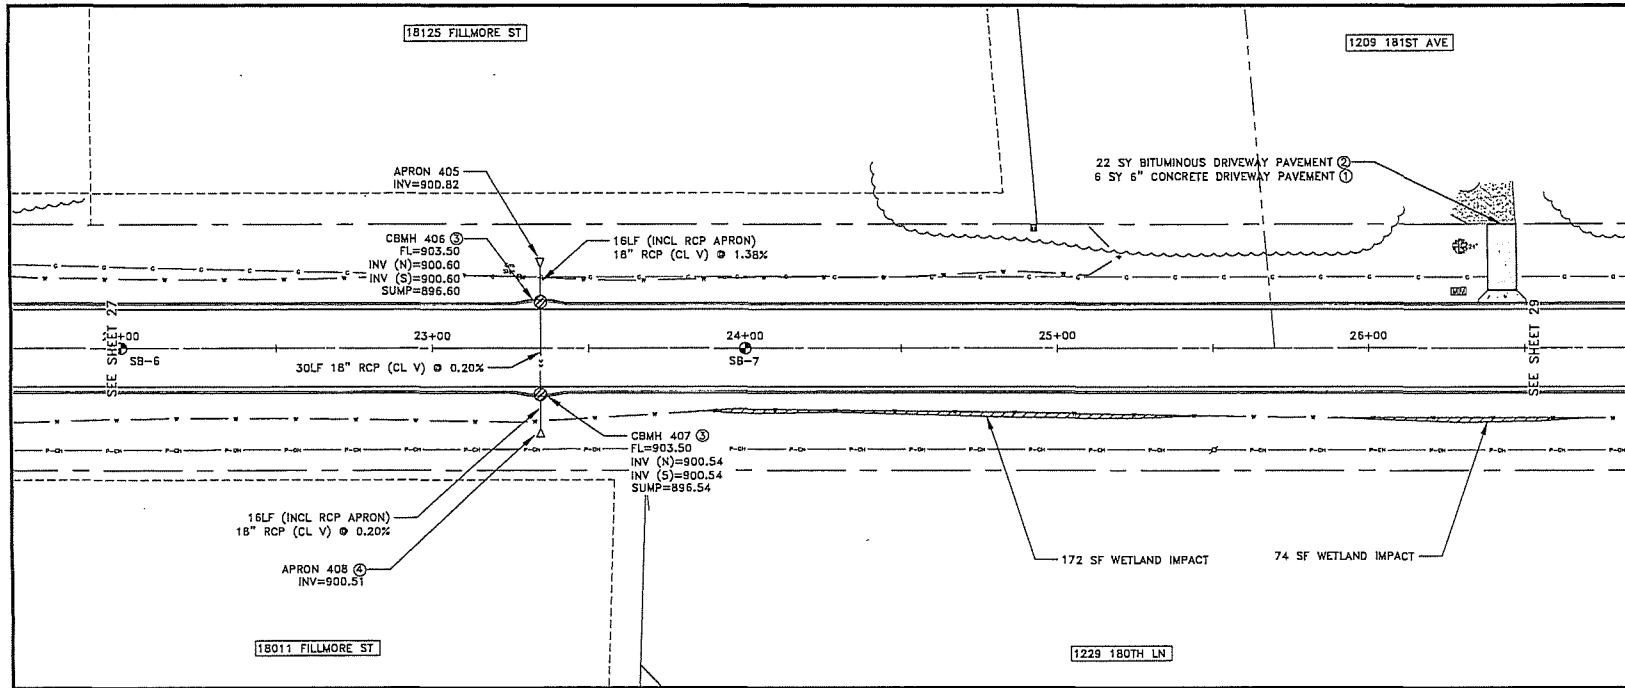 18125 FILLMORE ST
1209 181ST AVE
APRON 405
INV=900.82
22 SY BITUMINOUS DRIVEWAY PAVEMENT ②
6 SY 6" CONCRETE DRIVEWAY PAVEMENT ①
CBMH 406 ③
FL=903.50
INV (N)=900.60
INV (S)=900.60
SUMP=896.60
16LF (INCL RCP APRON)
18" RCP (CL V) @ 1.38%
SEE SHEET 27
+00
23+00
24+00
25+00
26+00
SEE SHEET 29
SB-6
SB-7
30LF 18" RCP (CL V) @ 0.20%
CBMH 407 ③
FL=903.50
INV (N)=900.54
INV (S)=900.54
SUMP=896.54
16LF (INCL RCP APRON)
18" RCP (CL V) @ 0.20%
APRON 408 ④
INV=900.51
172 SF WETLAND IMPACT
74 SF WETLAND IMPACT
18011 FILLMORE ST
1229 180TH LN